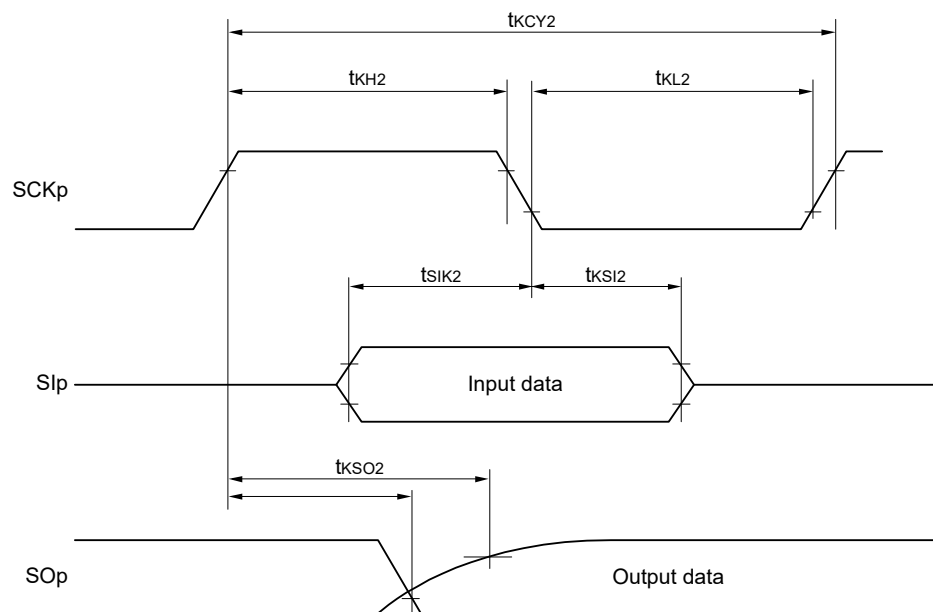 tKCY2
tKH2
tKL2
SCKp
tSIK2
tKSI2
SIp
Input data
tKSO2
SOp
Output data